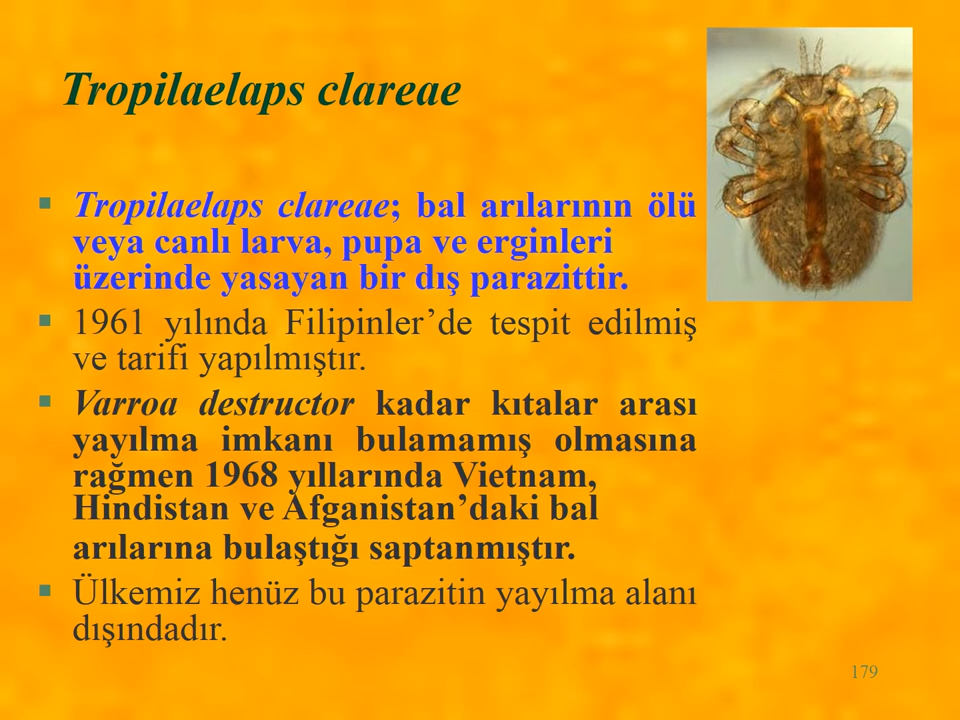 Tropilaelaps clareae
▪ Tropilaelaps clareae; bal arılarının ölü
veya canlı larva, pupa ve erginleri
üzerinde yasayan bir dış parazittir.
▪ 1961 yılında Filipinler’de tespit edilmiş
ve tarifi yapılmıştır.
▪ Varroa destructor kadar kıtalar arası
yayılma imkanı bulamamış olmasına
rağmen 1968 yıllarında Vietnam,
Hindistan ve Afganistan’daki bal
arılarına bulaştığı saptanmıştır.
▪ Ülkemiz henüz bu parazitin yayılma alanı
dışındadır.
179